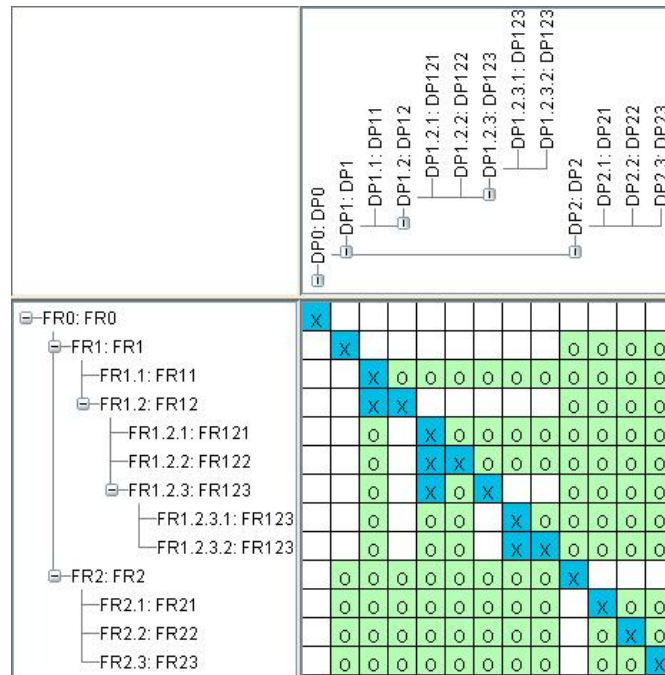 DP0: DP0
DP1: DP1
DP1.1: DP11
DP1.2: DP12
DP1.2.1: DP121
DP1.2.2: DP122
DP1.2.3: DP123
DP1.2.3.1: DP123
DP1.2.3.2: DP123
DP2: DP2
DP2.1: DP21
DP2.2: DP22
DP2.3: DP23
FR0: FR0 X
FR1: FR1 X O O O O
FR1.1: FR11 X O O O O O O O O O O
FR1.2: FR12 X X O O O O
FR1.2.1: FR121 O X O O O O O O O O
FR1.2.2: FR122 O X X O O O O O O O
FR1.2.3: FR123 O X O X O O O O
FR1.2.3.1: FR123 O O O X O O O O O
FR1.2.3.2: FR123 O O O X X O O O O
FR2: FR2 O O O O O O O O X
FR2.1: FR21 O O O O O O O O X O O
FR2.2: FR22 O O O O O O O O O X O
FR2.3: FR23 O O O O O O O O O O X